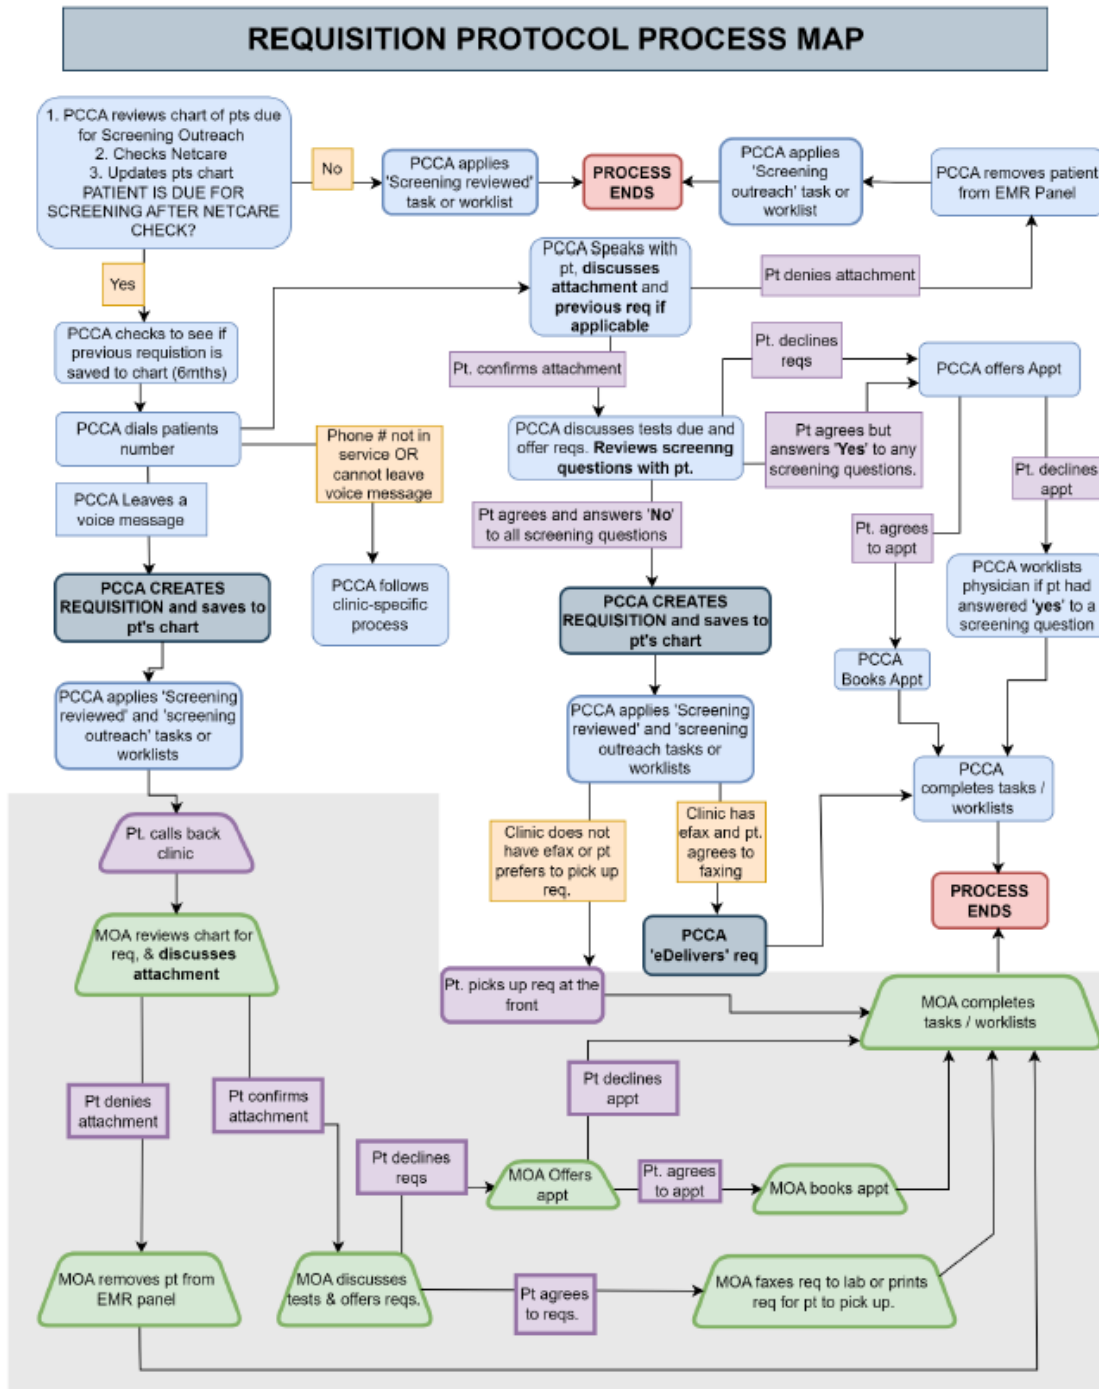 REQUISITION PROTOCOL PROCESS MAP
1. PCCA reviews chart of pts due
for Screening Outreach
2. Checks Netcare
3. Updates pts chart
PATIENT IS DUE FOR
SCREENING AFTER NETCARE
CHECK?
No
PCCA applies
'Screening reviewed'
task or worklist
PROCESS
ENDS
PCCA applies
'Screening
outreach' task or
worklist
PCCA removes patient
from EMR Panel
Yes
PCCA Speaks with
pt, discusses
attachment and
previous req if
applicable
Pt denies attachment
PCCA checks to see if
previous requistion is
saved to chart (6mths)
Pt. confirms attachment
Pt. declines
reqs
PCCA offers Appt
PCCA dials patients
number
Phone # not in
service OR
cannot leave
voice message
PCCA discusses tests due and
offer reqs. Reviews screenng
questions with pt.
Pt agrees but
answers 'Yes' to any
screening questions.
Pt. declines
appt
PCCA Leaves a
voice message
Pt agrees and answers 'No'
to all screening questions
Pt. agrees
to appt
PCCA CREATES
REQUISITION and saves to
pt's chart
PCCA follows
clinic-specific
process
PCCA CREATES
REQUISITION and saves to
pt's chart
PCCA worklists
physician if pt had
answered 'yes' to a
screening question
PCCA
Books Appt
PCCA applies 'Screening
reviewed' and 'screening
outreach' tasks or
worklists
PCCA applies 'Screening
reviewed' and 'screening
outreach tasks or
worklists
PCCA
completes tasks /
worklists
Pt. calls back
clinic
Clinic does not
have efax or pt
prefers to pick up
req.
Clinic has
efax and pt.
agrees to
faxing
PROCESS
ENDS
MOA reviews chart for
req, & discusses
attachment
PCCA
'eDelivers' req
Pt. picks up req at the
front
MOA completes
tasks / worklists
Pt denies
attachment
Pt confirms
attachment
Pt declines
appt
Pt declines
reqs
MOA Offers
appt
Pt. agrees
to appt
MOA books appt
MOA removes pt from
EMR panel
MOA discusses
tests & offers reqs.
Pt agrees
to reqs.
MOA faxes req to lab or prints
req for pt to pick up.